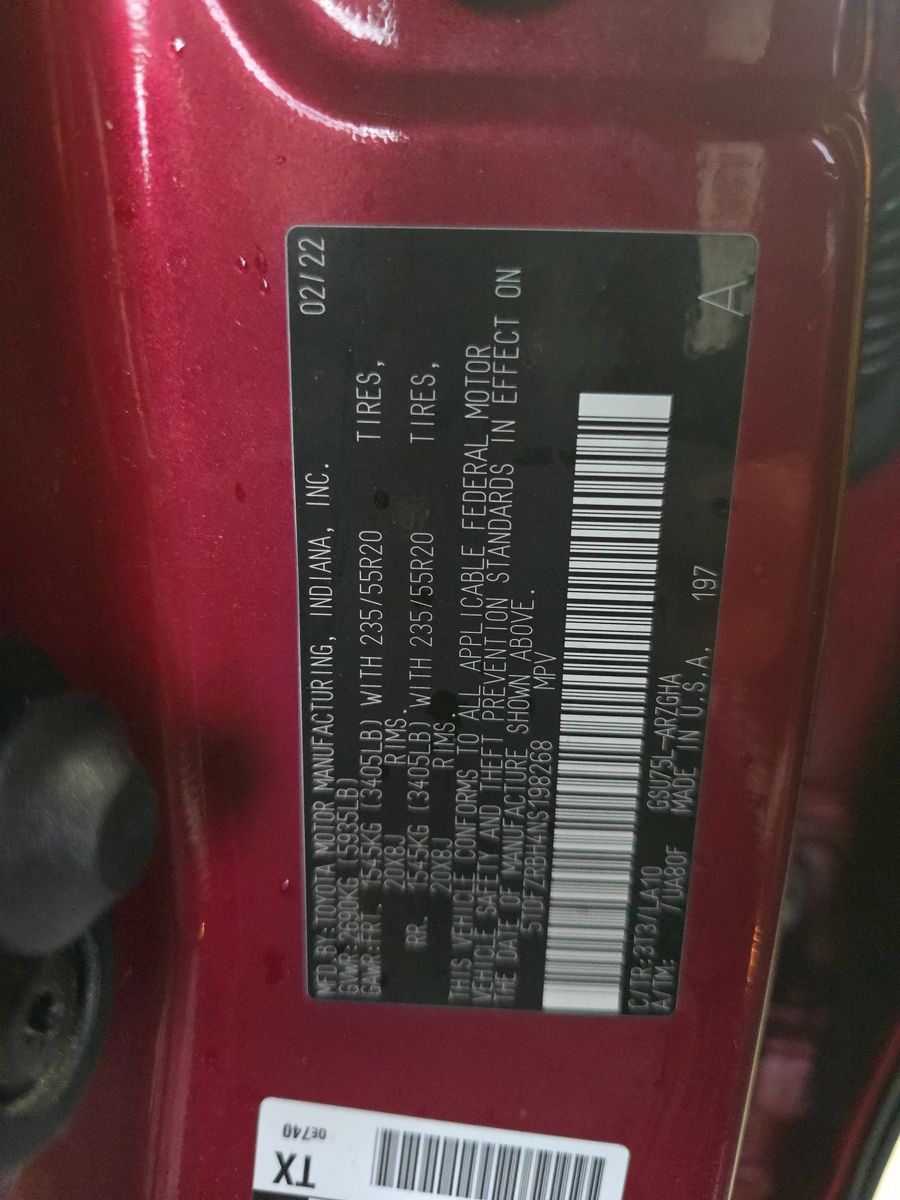 MFD. BY: TOYOTA MOTOR MANUFACTURING, INDIANA, INC. 02/22
GVWR: 2690KG (5935LB)
GAWR: FRT. 1545KG (3405LB) WITH 235/55R20 TIRES,
20X8J RIMS.
RR. 1545KG (3405LB) WITH 235/55R20 TIRES,
20X8J RIMS.
THIS VEHICLE CONFORMS TO ALL APPLICABLE FEDERAL MOTOR
VEHICLE SAFETY AND THEFT PREVENTION STANDARDS IN EFFECT ON
THE DATE OF MANUFACTURE SHOWN ABOVE.
5TDFZRBH4NS198268 MPV
C/TR: 3T3/LA10 GSU75L-ARZGHA
A/TM: /UA80F MADE IN U.S.A. 197
A
0E740
TX